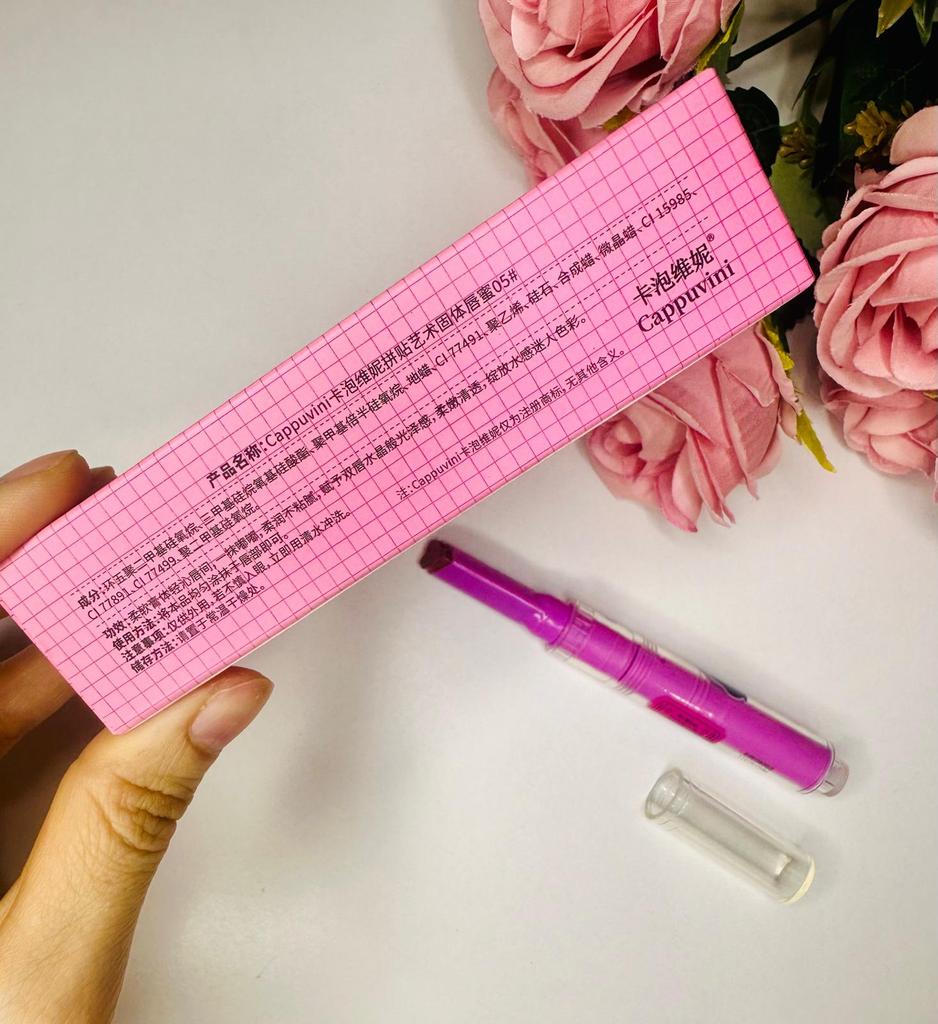 产品名称:Cappuvini卡泡维妮拼贴艺术固体唇蜜05#
成分:环五聚二甲基硅氧烷、三甲基硅烷氧基硅酸酯、聚甲基倍半硅氧烷、地蜡、CI 77491、聚乙烯、硅石、合成蜡、微晶蜡、CI 15985、
CI 77891、CI 77499、聚二甲基硅氧烷。
功效:柔软膏体轻沁唇间,一抹嘟嘟,柔润不粘腻,赋予双唇水晶般光泽感,柔嫩清透,绽放水感迷人色彩。
使用方法:将本品均匀涂抹于唇部即可。
注意事项:仅供外用,若不慎入眼,立即用清水冲洗。
储存方法:请置于常温干燥处。
注:Cappuvini卡泡维妮仅为注册商标,无其他含义。
卡泡维妮®
Cappuvini